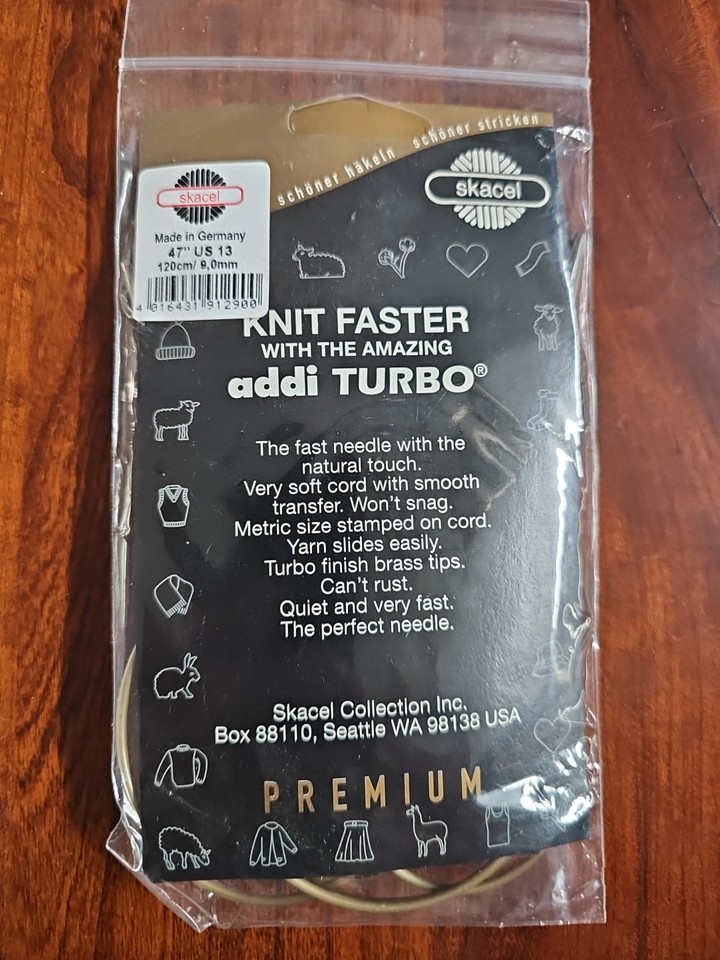 schöner häkeln schöner stricken
skacel
skacel
Made in Germany
47" US 13
120cm/ 9,0mm
4 016431 912900
KNIT FASTER
WITH THE AMAZING
addi TURBO®
The fast needle with the
natural touch.
Very soft cord with smooth
transfer. Won't snag.
Metric size stamped on cord.
Yarn slides easily.
Turbo finish brass tips.
Can't rust.
Quiet and very fast.
The perfect needle.
Skacel Collection Inc.
Box 88110, Seattle WA 98138 USA
PREMIUM